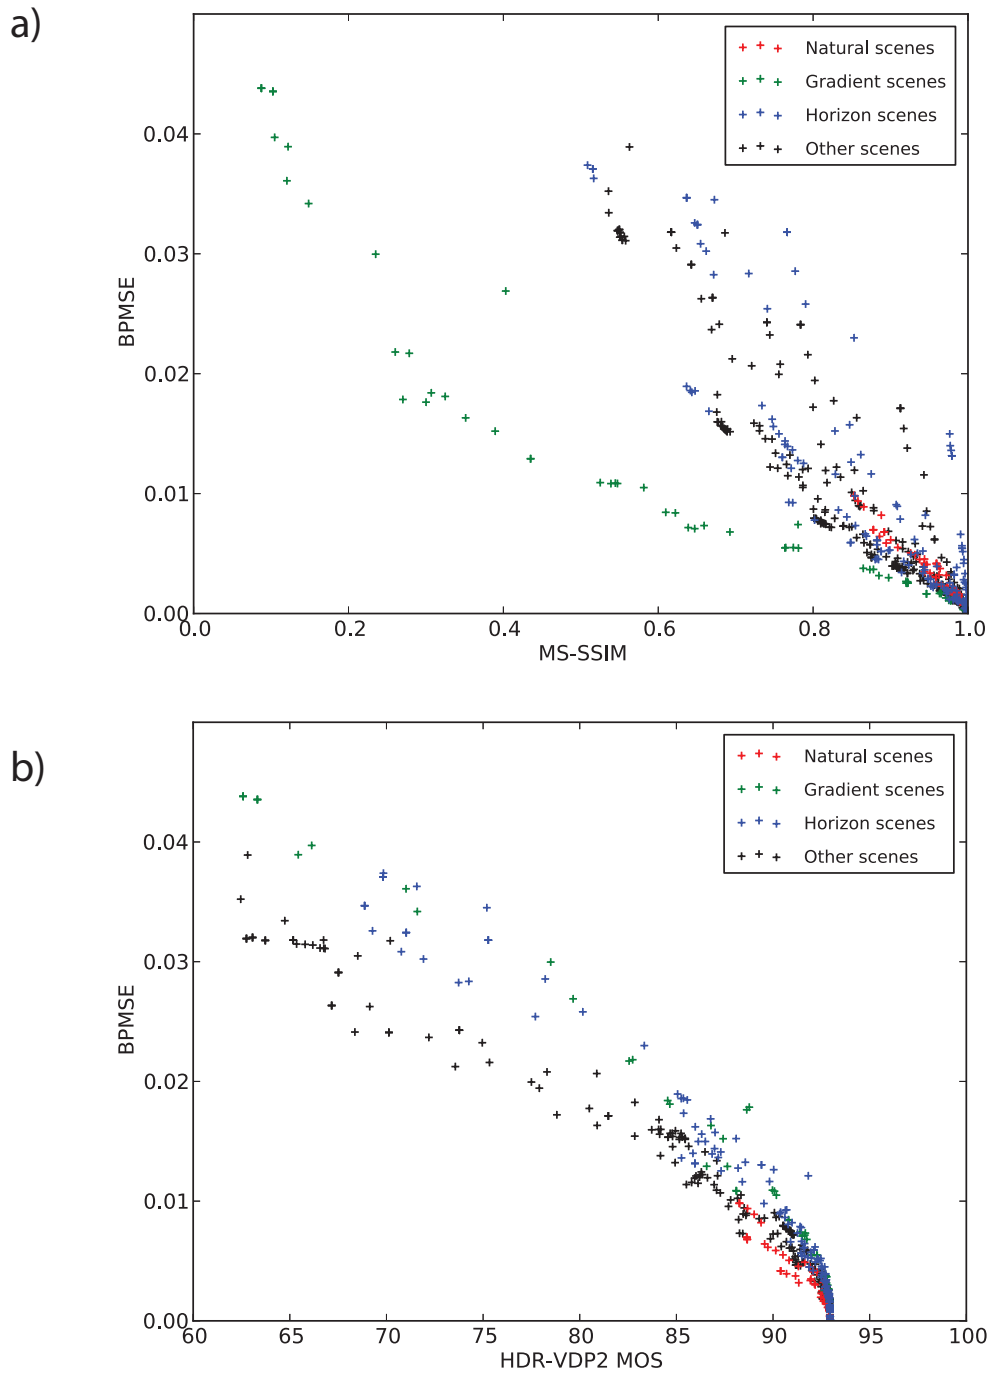 a)
Natural scenes
Gradient scenes
Horizon scenes
Other scenes
BPMSE
0.04
0.03
0.02
0.01
0.00
0.0 0.2 0.4 0.6 0.8 1.0
MS-SSIM
b)
Natural scenes
Gradient scenes
Horizon scenes
Other scenes
BPMSE
0.04
0.03
0.02
0.01
0.00
60 65 70 75 80 85 90 95 100
HDR-VDP2 MOS